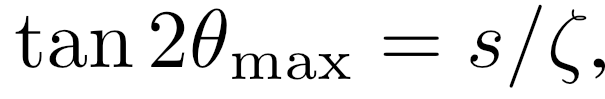 tan 2θ_max = s/ζ,